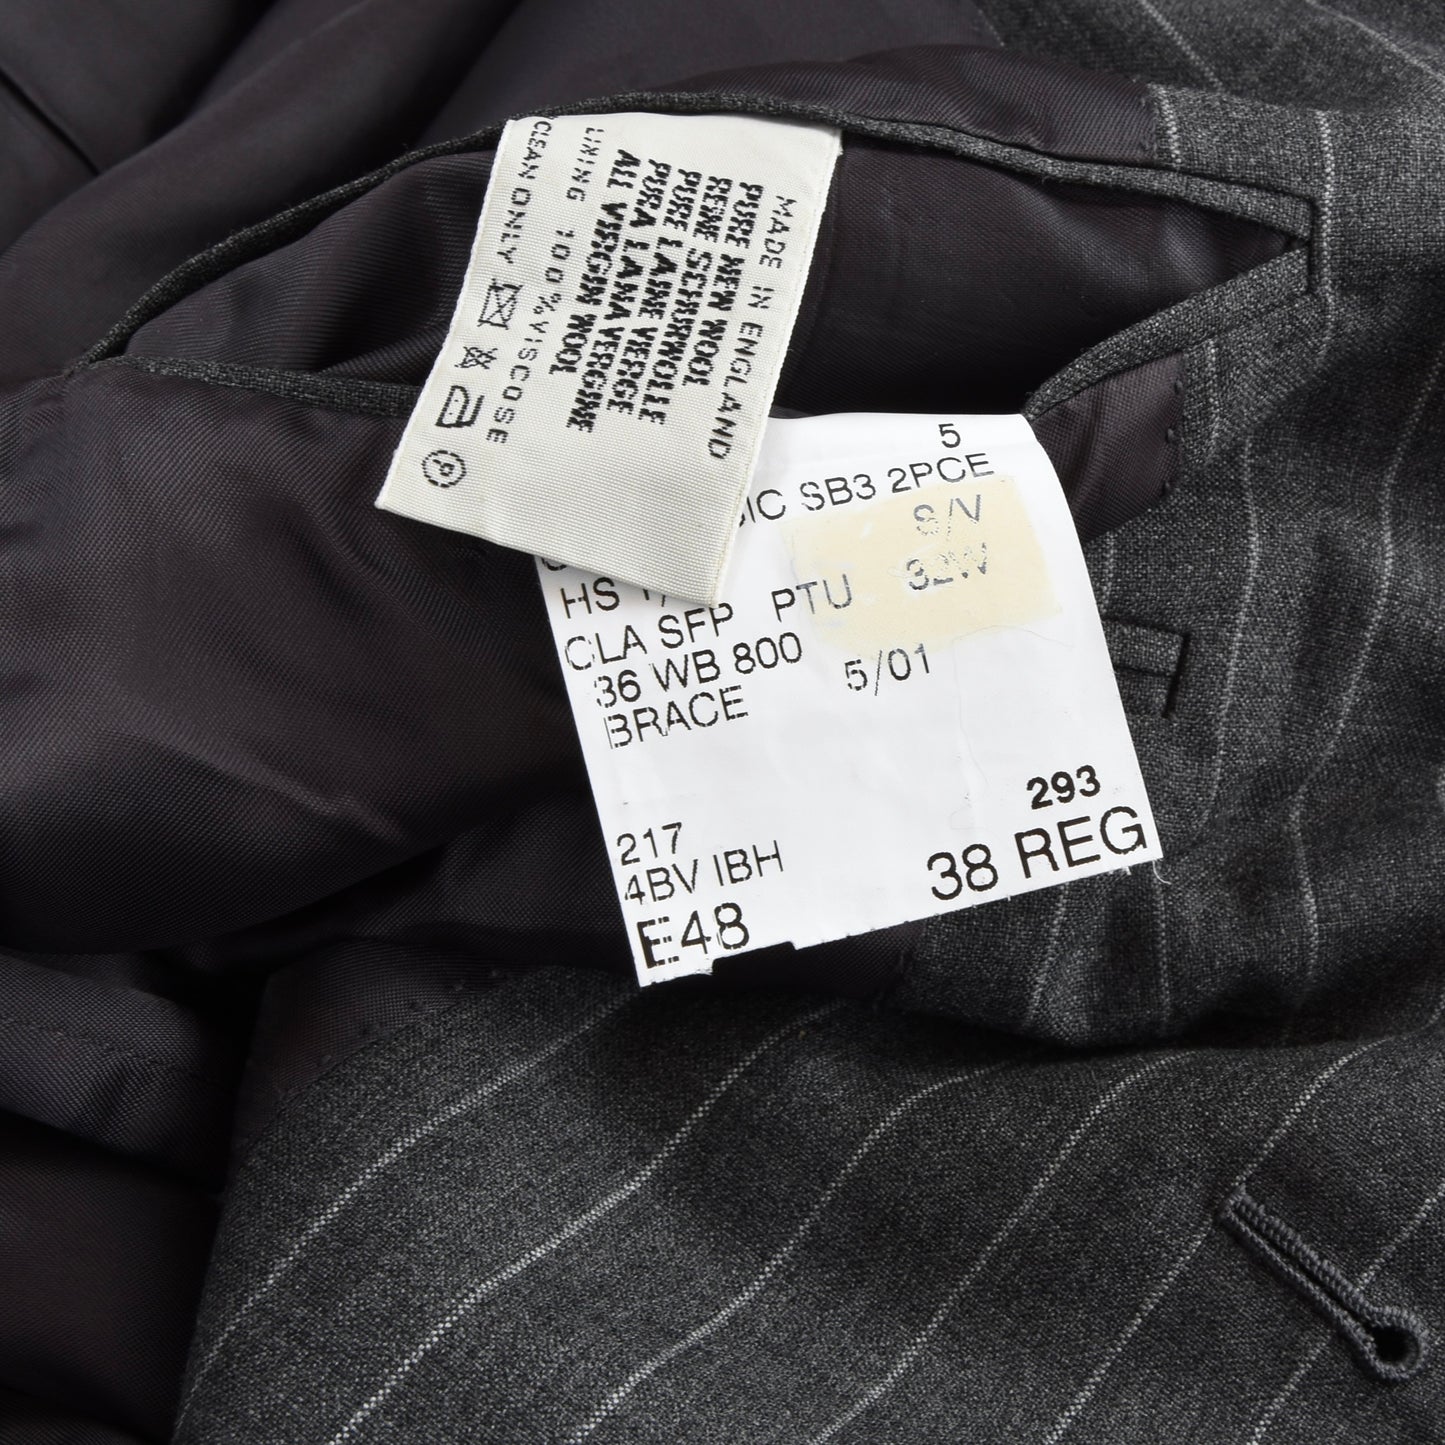 MADE IN ENGLAND
PURE NEW WOOL
REINE SCHURWOLLE
PURE LAINE VIERGE
PURA LANA VERGINE
ALL VIRGIN WOOL
LINING 100% VISCOSE
CLEAN ONLY
P
5
SIC SB3 2PCE
S/V
32W
HS
CLA SFP PTU
36 WB 800
5/01
BRACE
293
217
4BV IBH
38 REG
E48